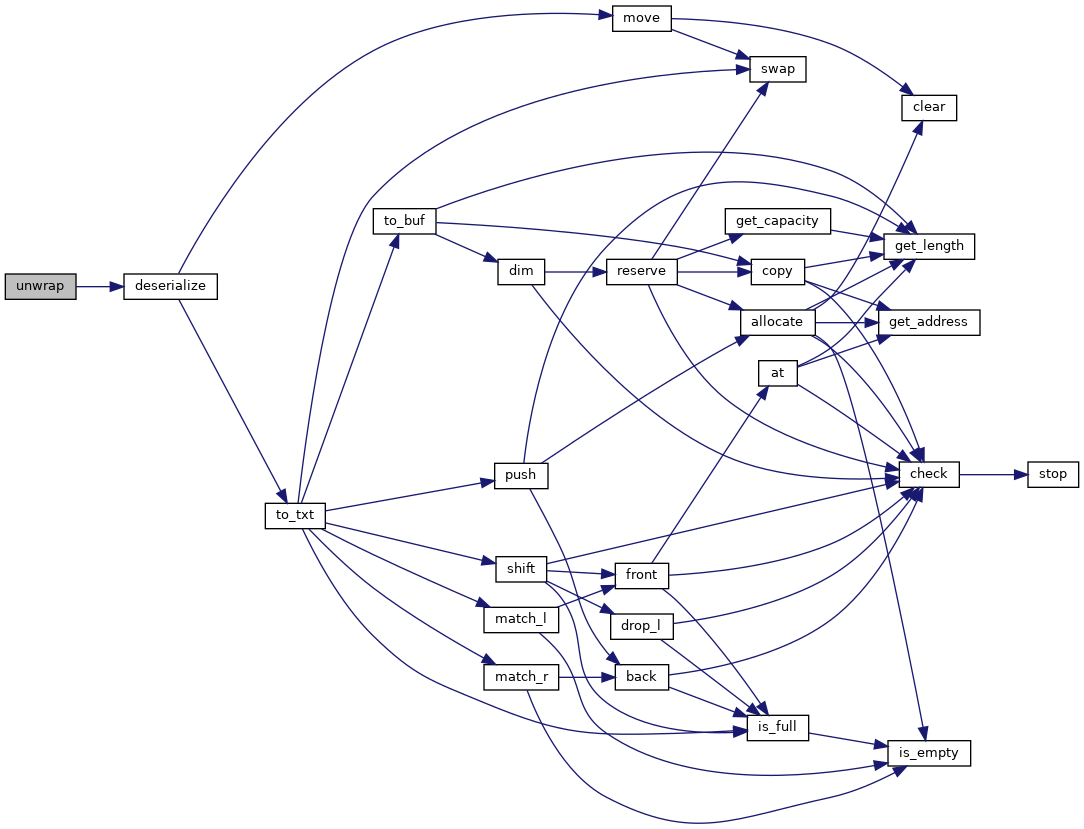 move
swap
clear
to_buf
get_capacity
get_length
unwrap
deserialize
dim
reserve
copy
allocate
get_address
at
push
check
stop
to_txt
shift
front
match_l
drop_l
match_r
back
is_full
is_empty